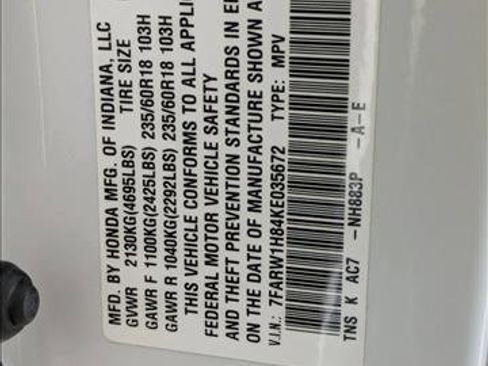 MFD. BY HONDA MFG. OF INDIANA, LLC
GVWR 2130KG(4695LBS) TIRE SIZE
GAWR F 1100KG(2425LBS) 235/60R18 103H
GAWR R 1040KG(2292LBS) 235/60R18 103H
THIS VEHICLE CONFORMS TO ALL APPLI
FEDERAL MOTOR VEHICLE SAFETY
AND THEFT PREVENTION STANDARDS IN E
ON THE DATE OF MANUFACTURE SHOWN A
V.I.N.: 7FARW1H84KE035672 TYPE: MPV
TNS K AC7 -NH883P -A-E